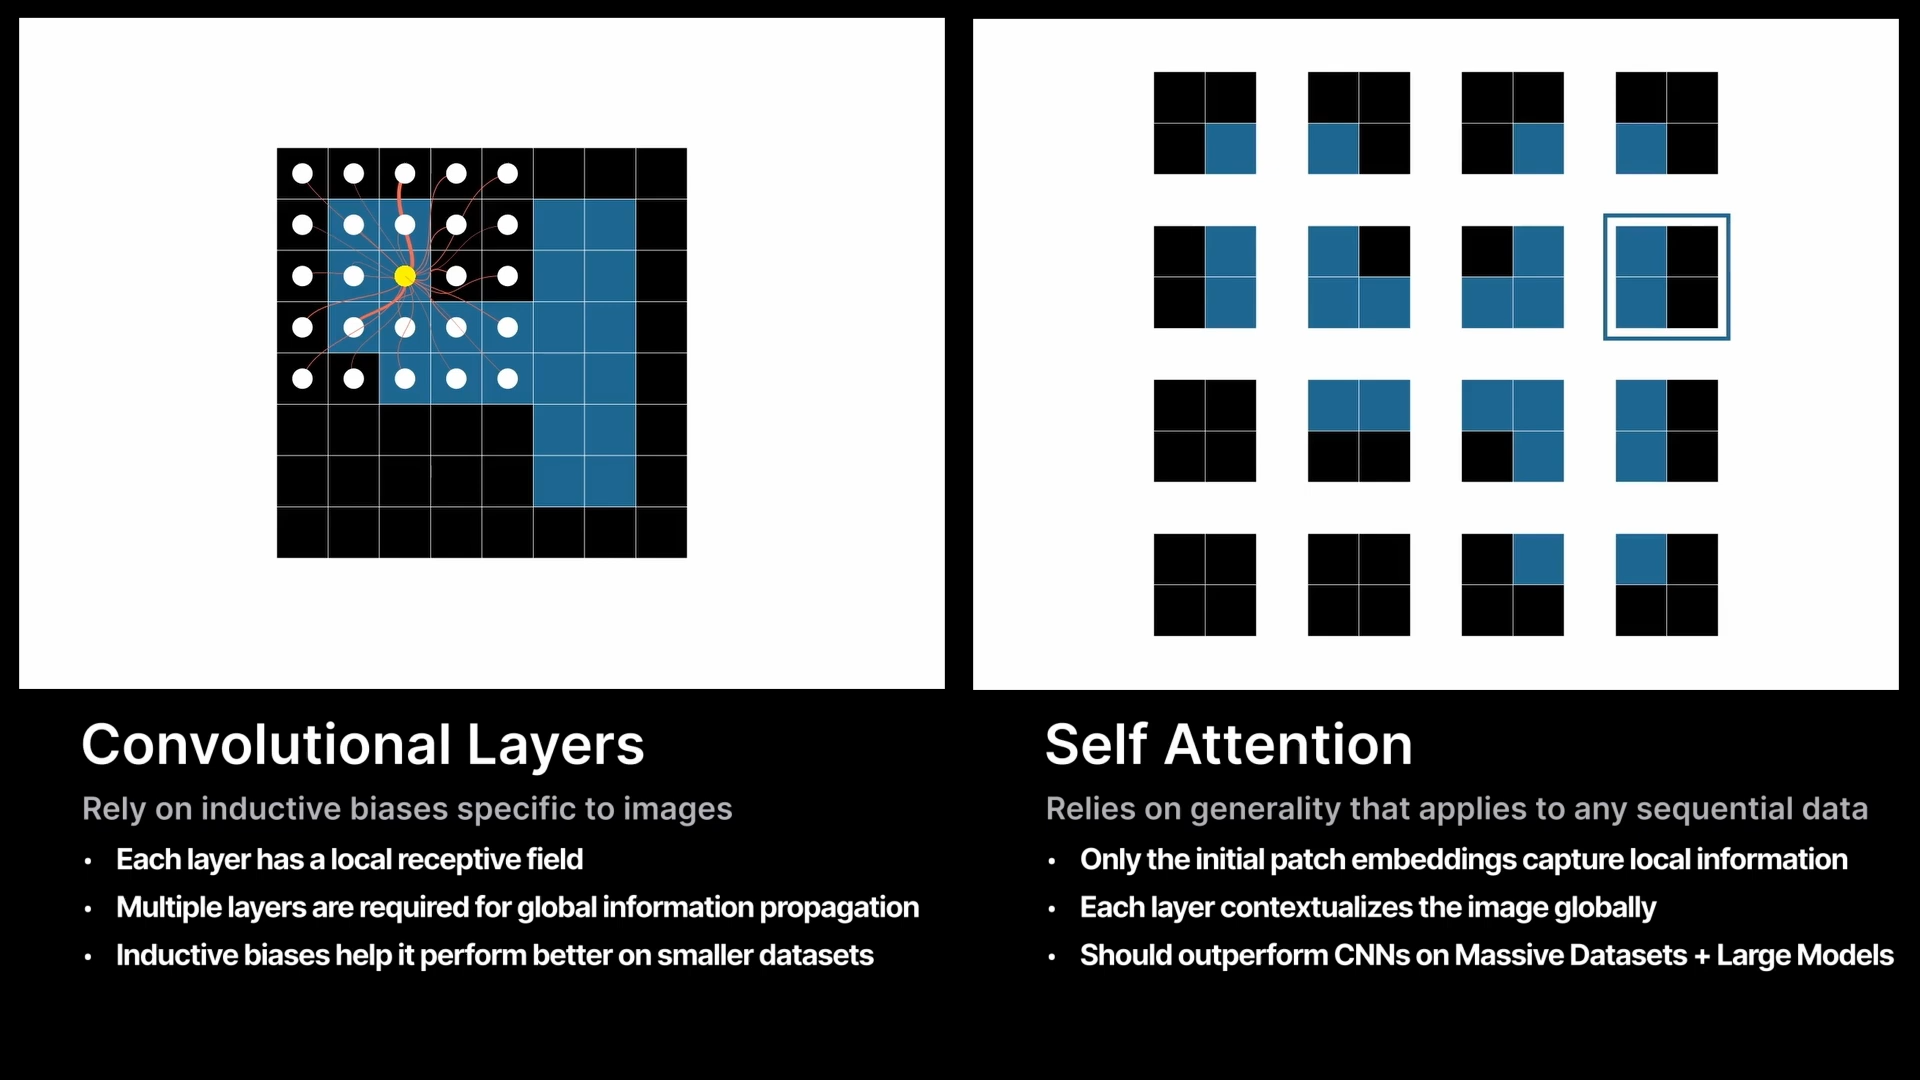 Convolutional Layers
Rely on inductive biases specific to images
• Each layer has a local receptive field
• Multiple layers are required for global information propagation
• Inductive biases help it perform better on smaller datasets
Self Attention
Relies on generality that applies to any sequential data
• Only the initial patch embeddings capture local information
• Each layer contextualizes the image globally
• Should outperform CNNs on Massive Datasets + Large Models